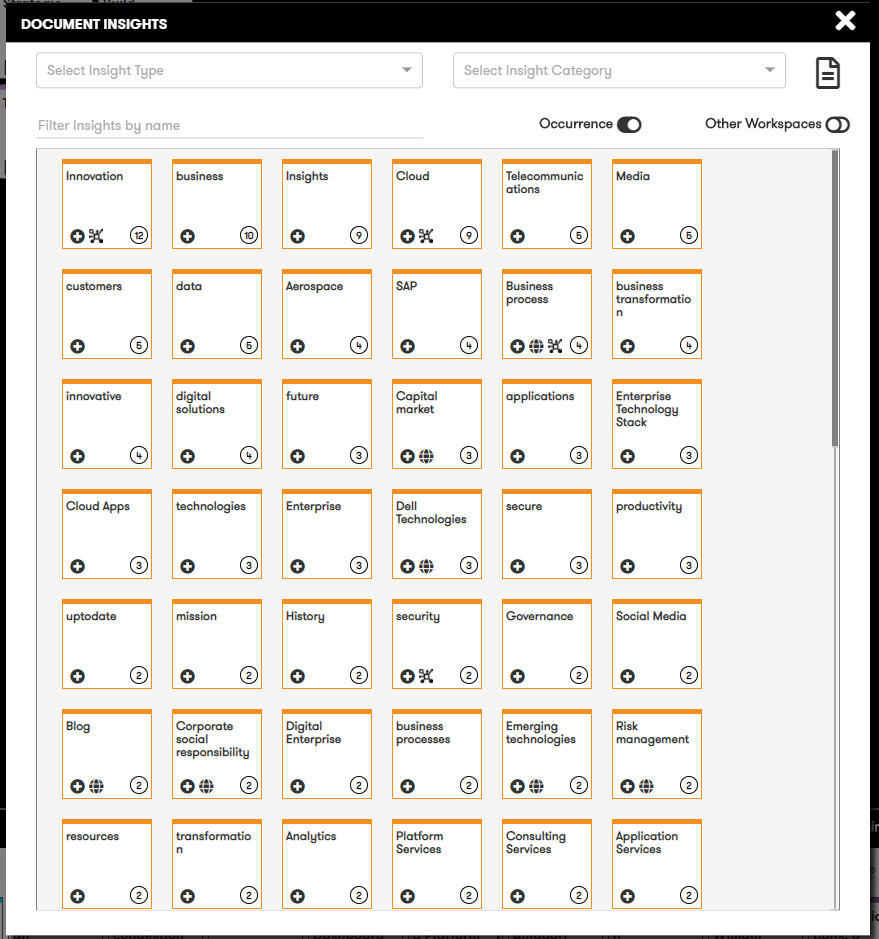 DOCUMENT INSIGHTS
Select Insight Type
Select Insight Category
Filter Insights by name
Occurrence
Other Workspaces
Innovation
12
business
10
Insights
9
Cloud
9
Telecommunic
ations
5
Media
5
customers
5
data
5
Aerospace
4
SAP
4
Business
process
4
business
transformatio
n
4
innovative
4
digital
solutions
4
future
3
Capital
market
3
applications
3
Enterprise
Technology
Stack
3
Cloud Apps
3
technologies
3
Enterprise
3
Dell
Technologies
3
secure
3
productivity
3
uptodate
2
mission
2
History
2
security
2
Governance
2
Social Media
2
Blog
2
Corporate
social
responsibility
2
Digital
Enterprise
2
business
processes
2
Emerging
technologies
2
Risk
management
2
resources
2
transformatio
n
2
Analytics
2
Platform
Services
2
Consulting
Services
2
Application
Services
2